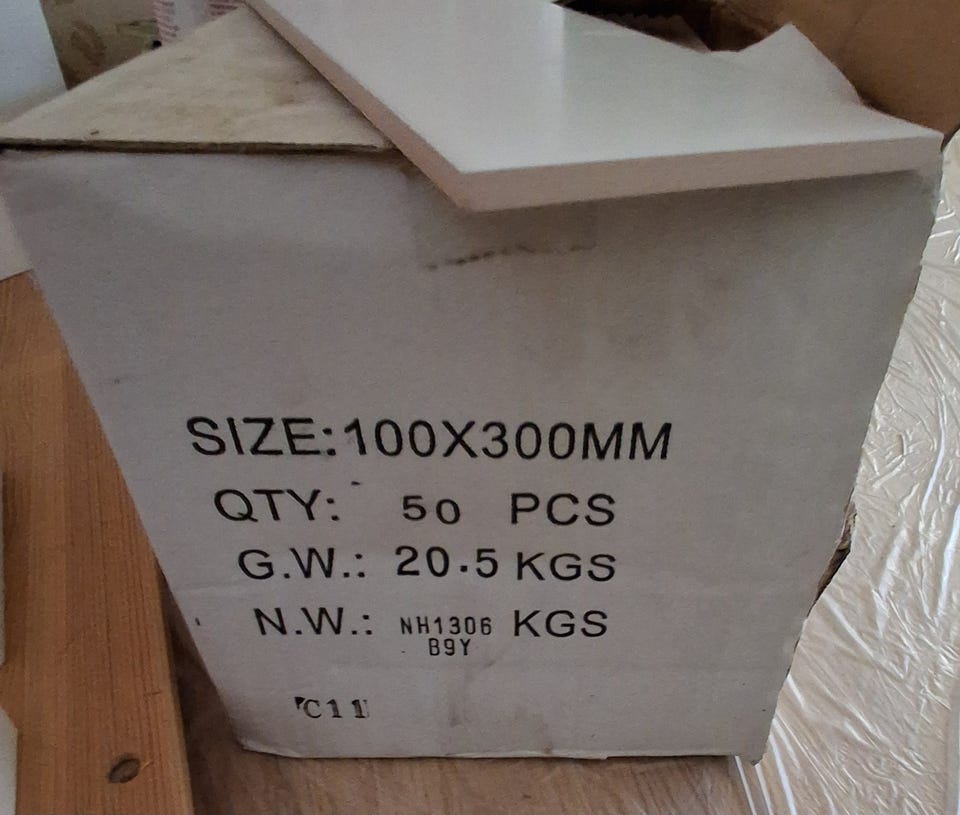 SIZE:100X300MM
QTY: 50 PCS
G.W.: 20.5 KGS
N.W.: NH1306 KGS
B9Y
C11